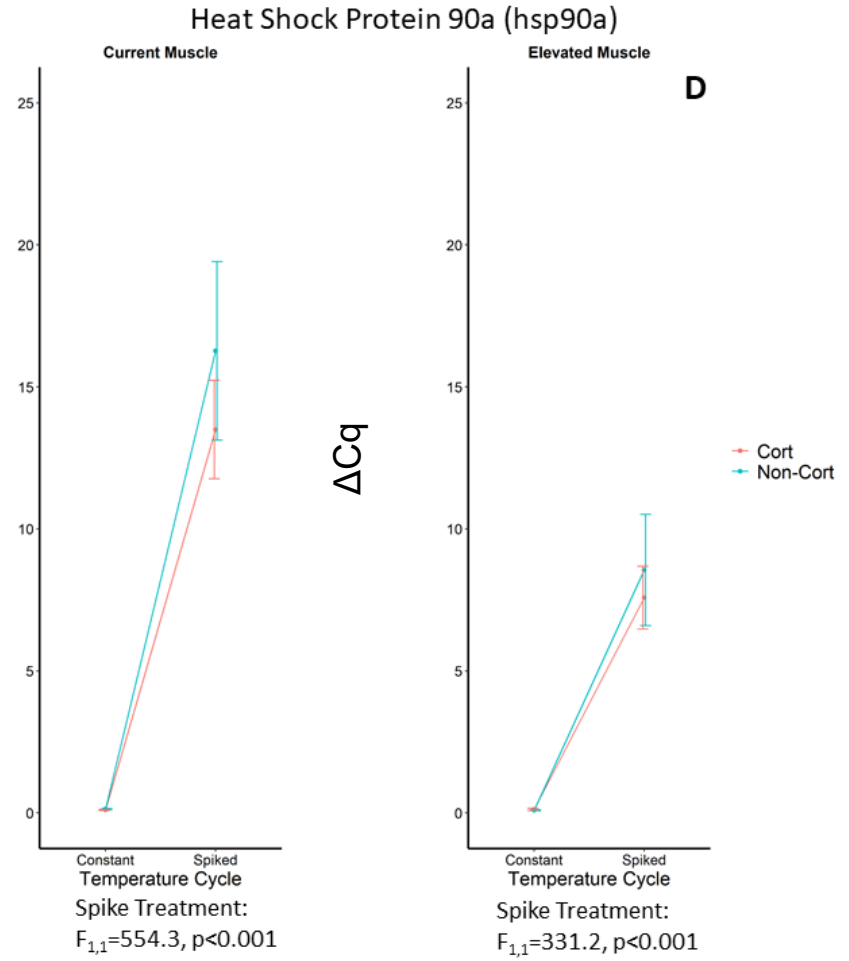 Heat Shock Protein 90a (hsp90a)
Current Muscle
25
20
15
10
5
0
Constant Spiked
Temperature Cycle
Spike Treatment:
F1,1=554.3, p<0.001
ΔCq
Elevated Muscle
D
25
20
15
10
5
0
Constant Spiked
Temperature Cycle
Spike Treatment:
F1,1=331.2, p<0.001
Cort
Non-Cort